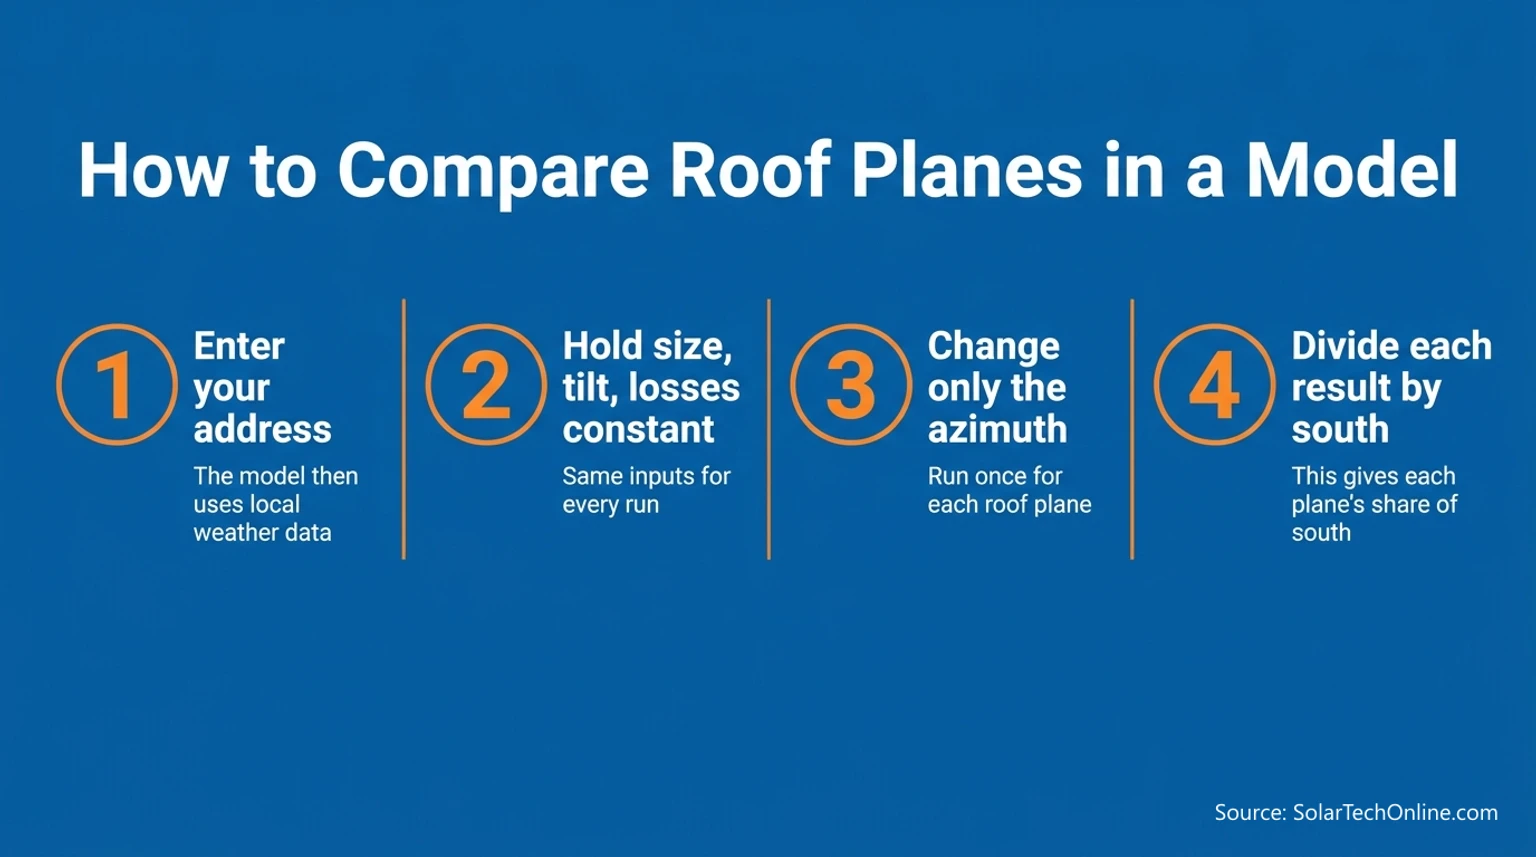 How to Compare Roof Planes in a Model
1
Enter
your
address
The model then
uses local
weather data
2
Hold size,
tilt, losses
constant
Same inputs for
every run
3
Change
only the
azimuth
Run once for
each roof plane
4
Divide each
result by
south
This gives each
plane's share of
south
Source: SolarTechOnline.com